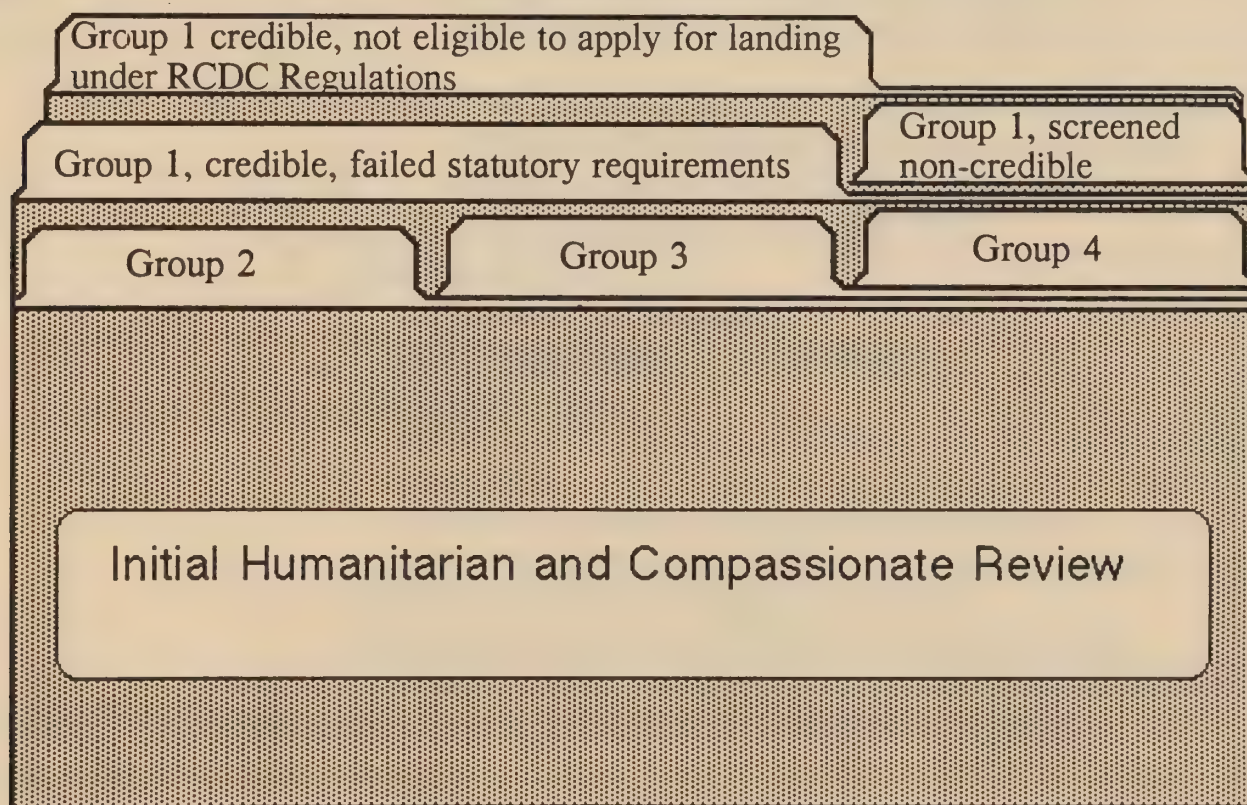 Group 1 credible, not eligible to apply for landing
under RCDC Regulations
Group 1, screened
non-credible
Group 1, credible, failed statutory requirements
Group 2
Group 3
Group 4
Initial Humanitarian and Compassionate Review